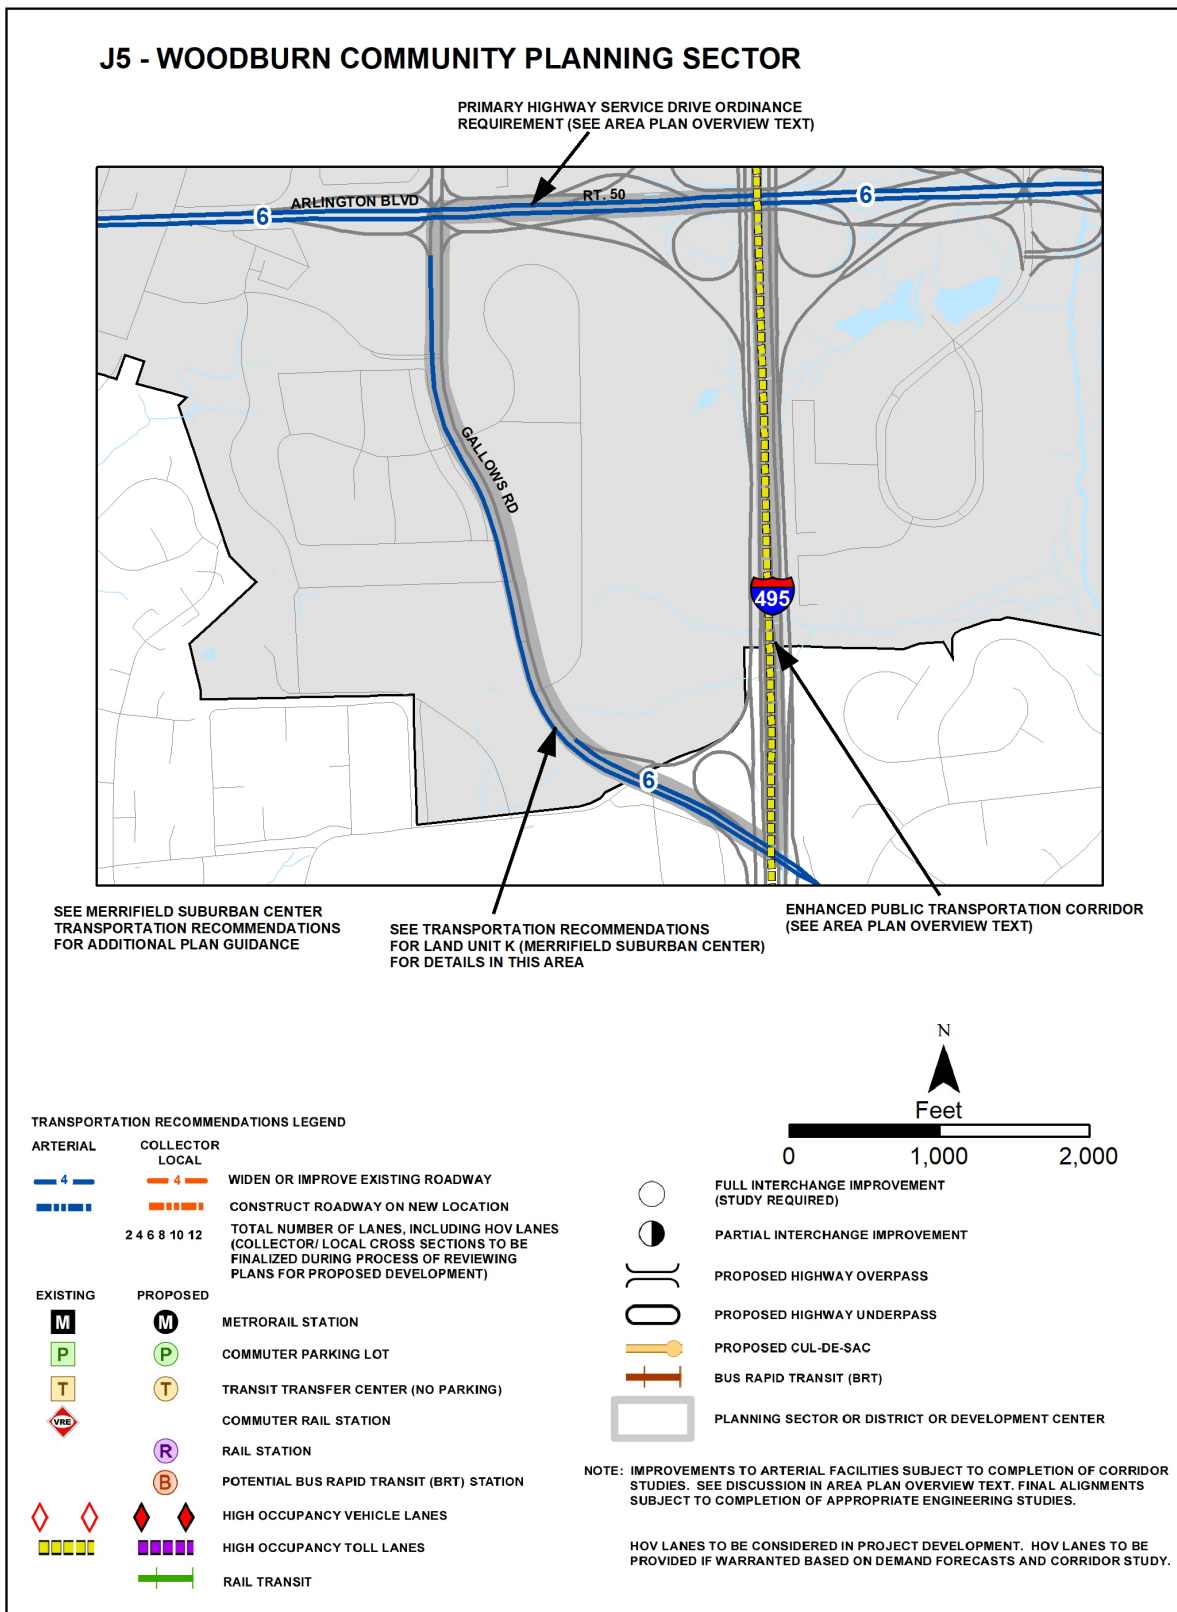 J5 - WOODBURN COMMUNITY PLANNING SECTOR
PRIMARY HIGHWAY SERVICE DRIVE ORDINANCE
REQUIREMENT (SEE AREA PLAN OVERVIEW TEXT)
ARLINGTON BLVD
RT. 50
6
6
GALLOWS RD
495
6
SEE MERRIFIELD SUBURBAN CENTER
TRANSPORTATION RECOMMENDATIONS
FOR ADDITIONAL PLAN GUIDANCE
SEE TRANSPORTATION RECOMMENDATIONS
FOR LAND UNIT K (MERRIFIELD SUBURBAN CENTER)
FOR DETAILS IN THIS AREA
ENHANCED PUBLIC TRANSPORTATION CORRIDOR
(SEE AREA PLAN OVERVIEW TEXT)
N
Feet
0 1,000 2,000
TRANSPORTATION RECOMMENDATIONS LEGEND
ARTERIAL
COLLECTOR
LOCAL
4 4 WIDEN OR IMPROVE EXISTING ROADWAY
CONSTRUCT ROADWAY ON NEW LOCATION
2 4 6 8 10 12
TOTAL NUMBER OF LANES, INCLUDING HOV LANES
(COLLECTOR/ LOCAL CROSS SECTIONS TO BE
FINALIZED DURING PROCESS OF REVIEWING
PLANS FOR PROPOSED DEVELOPMENT)
EXISTING PROPOSED
M M METRORAIL STATION
P P COMMUTER PARKING LOT
T T TRANSIT TRANSFER CENTER (NO PARKING)
VRE COMMUTER RAIL STATION
R RAIL STATION
B POTENTIAL BUS RAPID TRANSIT (BRT) STATION
HIGH OCCUPANCY VEHICLE LANES
HIGH OCCUPANCY TOLL LANES
RAIL TRANSIT
FULL INTERCHANGE IMPROVEMENT
(STUDY REQUIRED)
PARTIAL INTERCHANGE IMPROVEMENT
PROPOSED HIGHWAY OVERPASS
PROPOSED HIGHWAY UNDERPASS
PROPOSED CUL-DE-SAC
BUS RAPID TRANSIT (BRT)
PLANNING SECTOR OR DISTRICT OR DEVELOPMENT CENTER
NOTE: IMPROVEMENTS TO ARTERIAL FACILITIES SUBJECT TO COMPLETION OF CORRIDOR
STUDIES. SEE DISCUSSION IN AREA PLAN OVERVIEW TEXT. FINAL ALIGNMENTS
SUBJECT TO COMPLETION OF APPROPRIATE ENGINEERING STUDIES.
HOV LANES TO BE CONSIDERED IN PROJECT DEVELOPMENT. HOV LANES TO BE
PROVIDED IF WARRANTED BASED ON DEMAND FORECASTS AND CORRIDOR STUDY.